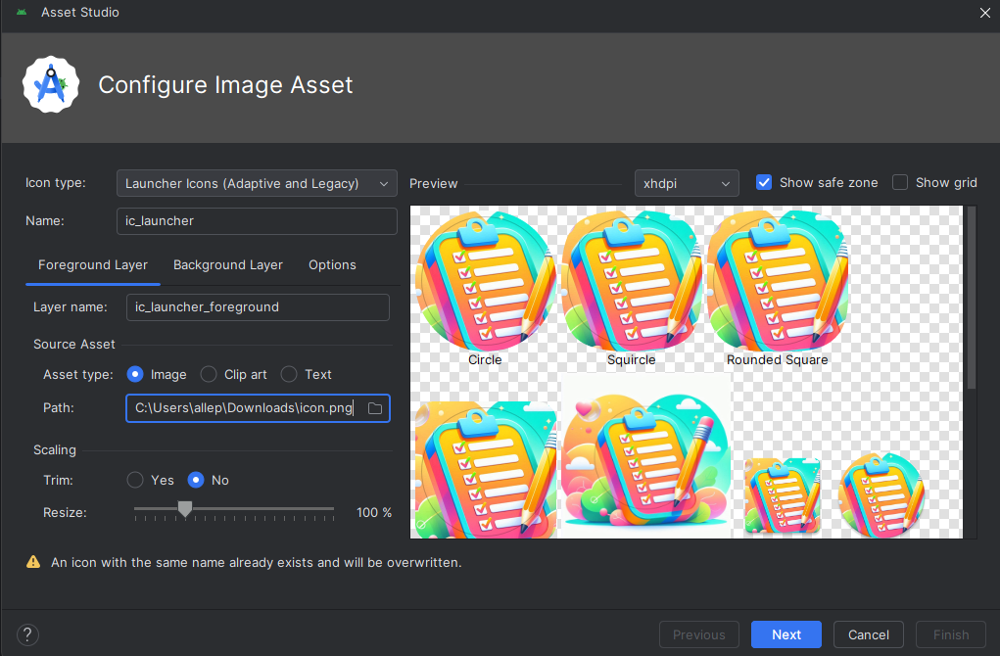 Asset Studio
Configure Image Asset
Icon type:
Launcher Icons (Adaptive and Legacy)
Preview
xhdpi
Show safe zone
Show grid
Name:
ic_launcher
Foreground Layer
Background Layer
Options
Layer name:
ic_launcher_foreground
Source Asset
Asset type:
Image
Clip art
Text
Path:
C:\Users\allep\Downloads\icon.png
Scaling
Trim:
Yes
No
Resize:
100 %
Circle
Squircle
Rounded Square
An icon with the same name already exists and will be overwritten.
?
Previous
Next
Cancel
Finish